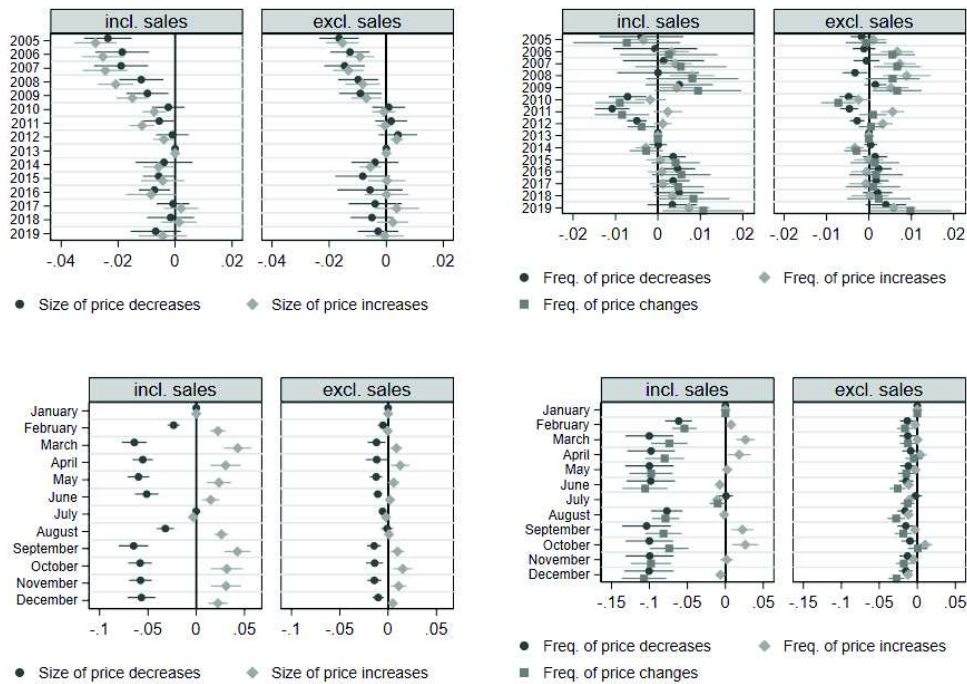 incl. sales
excl. sales
2005
2006
2007
2008
2009
2010
2011
2012
2013
2014
2015
2016
2017
2018
2019
-.04 -.02 0 .02
-.04 -.02 0 .02
Size of price decreases Size of price increases
incl. sales
excl. sales
2005
2006
2007
2008
2009
2010
2011
2012
2013
2014
2015
2016
2017
2018
2019
-.02 -.01 0 .01 .02
-.02 -.01 0 .01 .02
Freq. of price decreases Freq. of price increases
Freq. of price changes
incl. sales
excl. sales
January
February
March
April
May
June
July
August
September
October
November
December
-.1 -.05 0 .05
-.1 -.05 0 .05
Size of price decreases Size of price increases
incl. sales
excl. sales
January
February
March
April
May
June
July
August
September
October
November
December
-.15 -.1 -.05 0 .05
-.15 -.1 -.05 0 .05
Freq. of price decreases Freq. of price increases
Freq. of price changes